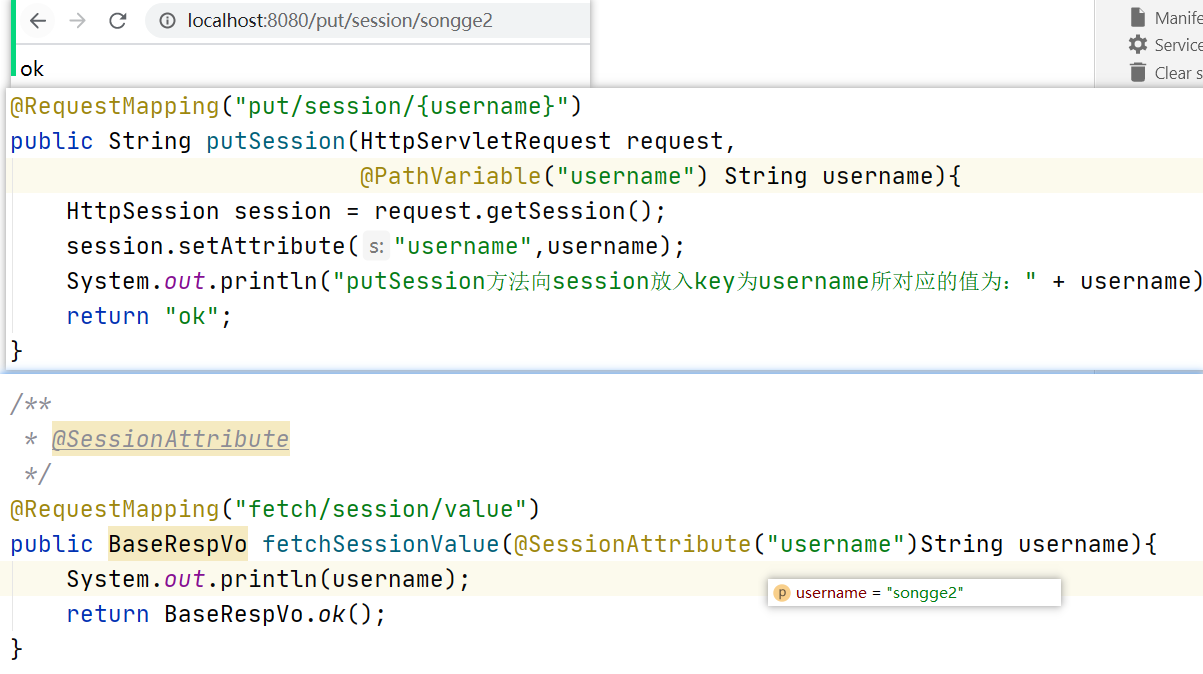 localhost:8080/put/session/songge2
Manife
Service
Clear s
ok
@RequestMapping("put/session/{username}")
public String putSession(HttpServletRequest request,
@PathVariable("username") String username){
HttpSession session = request.getSession();
session.setAttribute( s: "username",username);
System.out.println("putSession方法向session放入key为username所对应的值为：" + username)
return "ok";
}
/**
* @SessionAttribute
*/
@RequestMapping("fetch/session/value")
public BaseRespVo fetchSessionValue(@SessionAttribute("username")String username){
System.out.println(username);
p username = "songge2"
return BaseRespVo.ok();
}